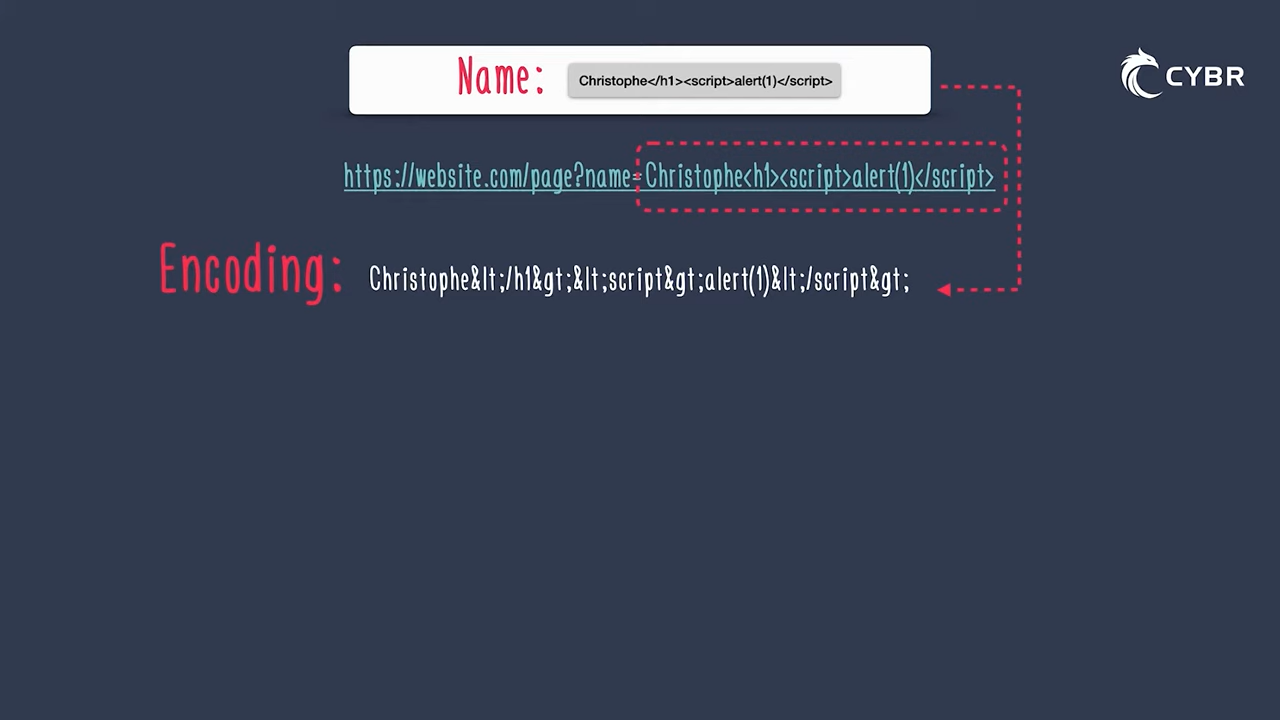 Name: Christophe</h1><script>alert(1)</script>
CYBR
https://website.com/page?name=Christophe<h1><script>alert(1)</script>
Encoding: Christophe&lt;/h1&gt;&lt;script&gt;alert(1)&lt;/script&gt;